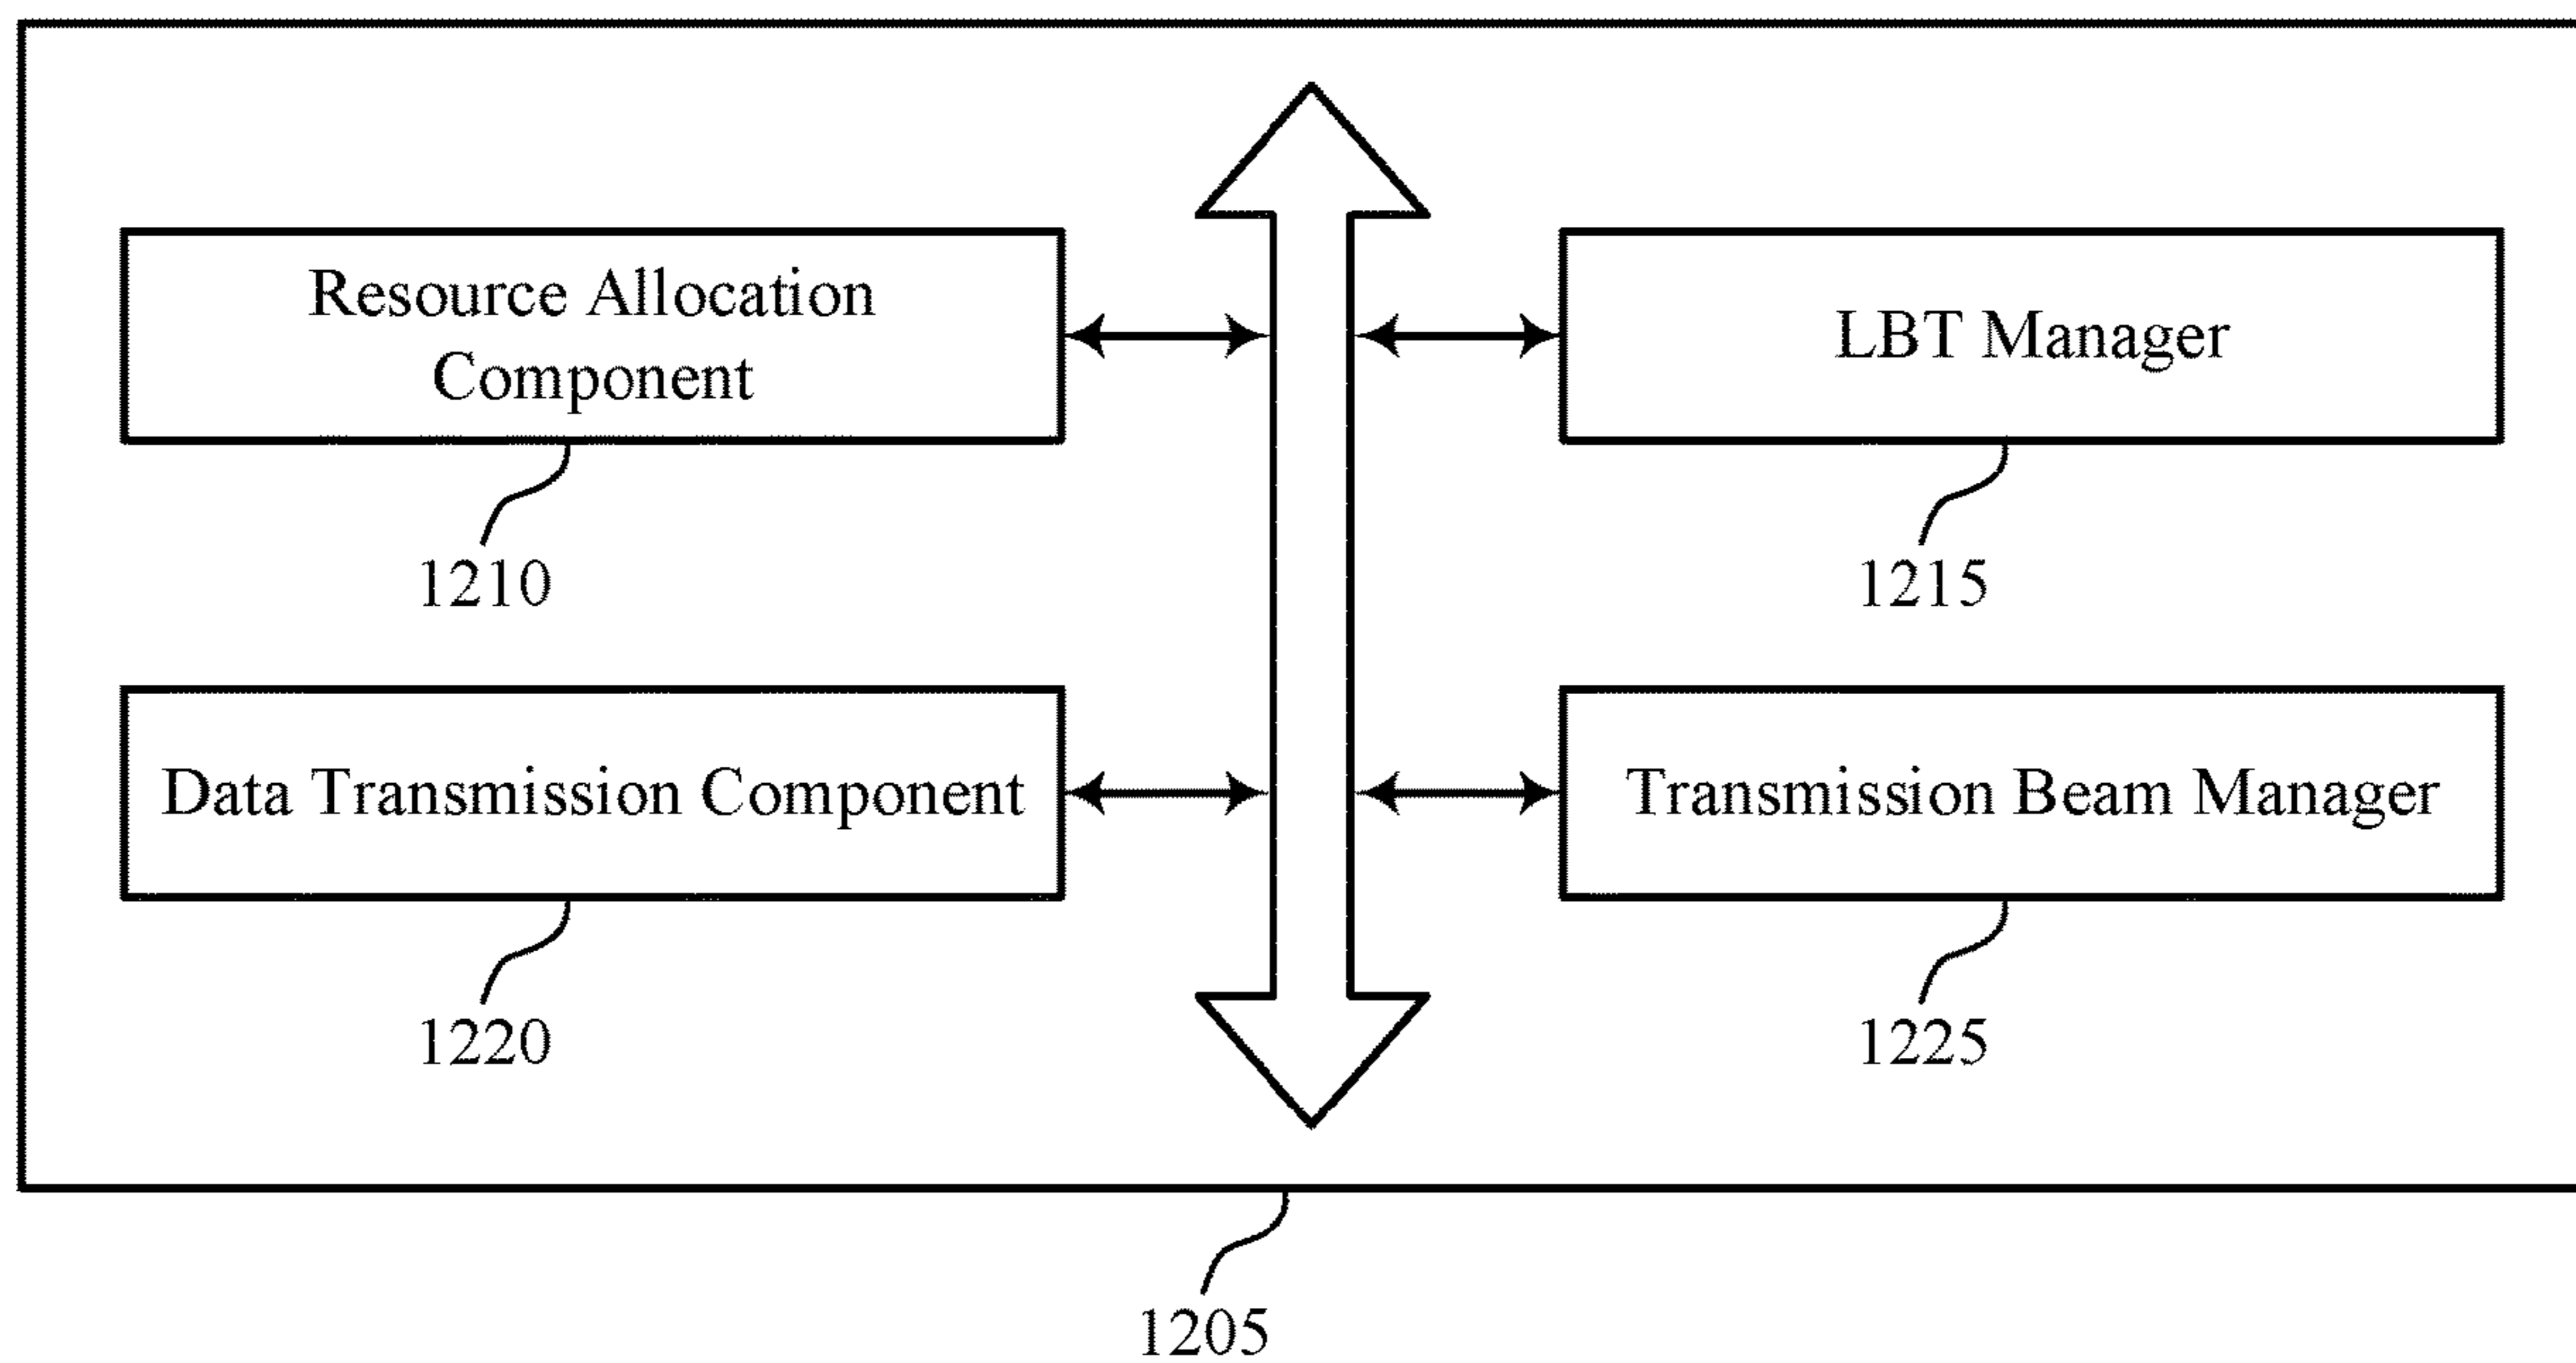 Resource Allocation
Component
LBT Manager
1210
1215
Data Transmission Component
Transmission Beam Manager
1220
1225
1205